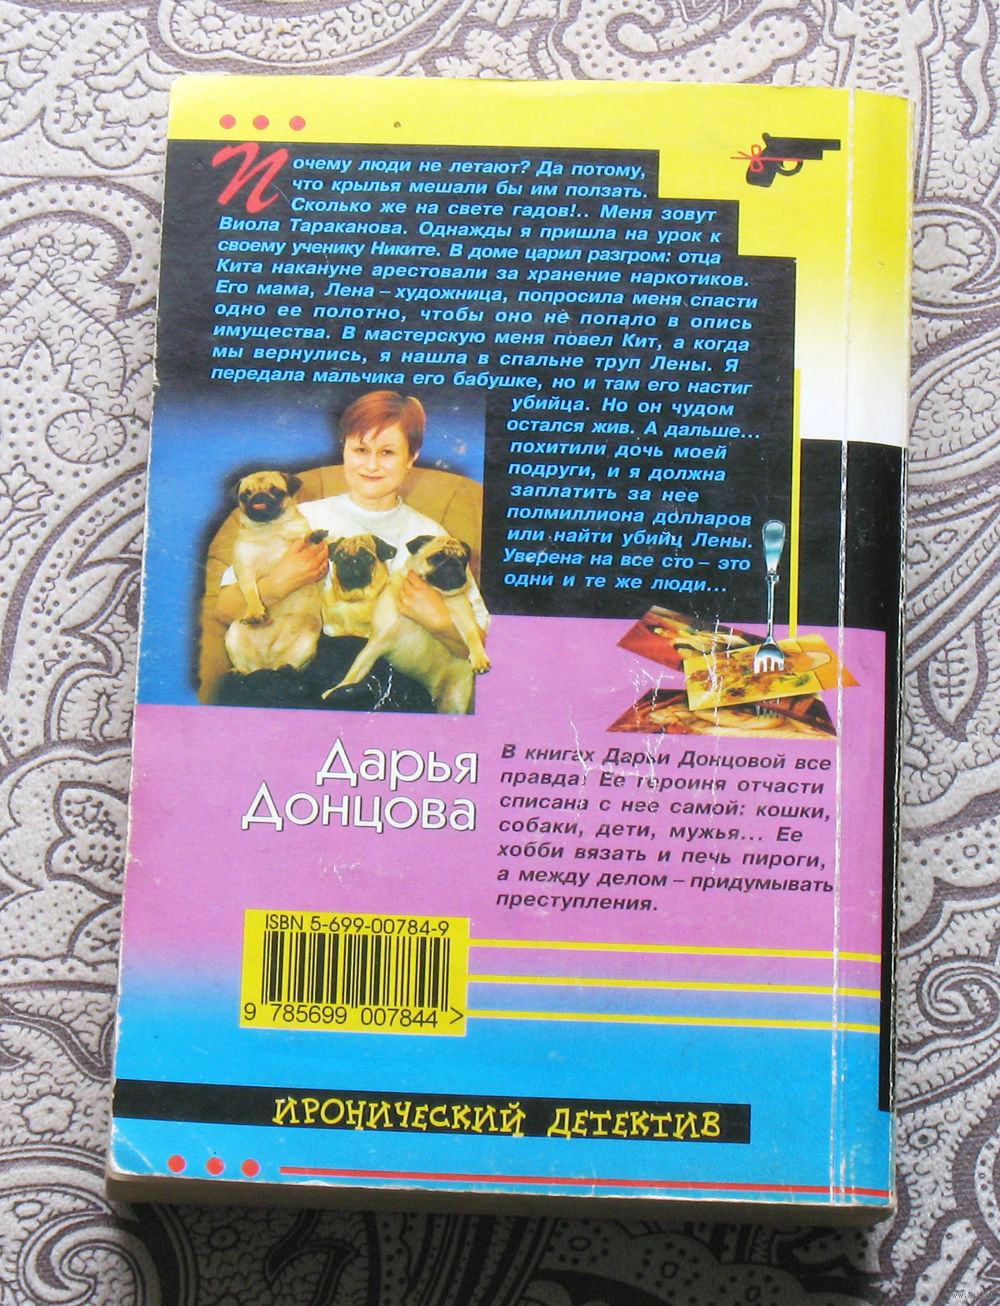 Почему люди не летают? Да потому,
что крылья мешали бы им ползать.
Сколько же на свете гадов!.. Меня зовут
Виола Тараканова. Однажды я пришла на урок к
своему ученику Никите. В доме царил разгром: отца
Кита накануне арестовали за хранение наркотиков.
Его мама, Лена – художница, попросила меня спасти
одно ее полотно, чтобы оно не попало в опись
имущества. В мастерскую меня повел Кит, а когда
мы вернулись, я нашла в спальне труп Лены. Я
передала мальчика его бабушке, но и там его настиг
убийца. Но он чудом
остался жив. А дальше...
похитили дочь моей
подруги, и я должна
заплатить за нее
полмиллиона долларов
или найти убийц Лены.
Уверена на все сто – это
одни и те же люди...
Дарья
Донцова
В книгах Дарьи Донцовой все
правда! Ее героиня отчасти
списана с нее самой: кошки,
собаки, дети, мужья... Ее
хобби вязать и печь пироги,
а между делом – придумывать
преступления.
ISBN 5-699-00784-9
9 785699 007844 >
ИРОНИЧЕСКИЙ ДЕТЕКТИВ